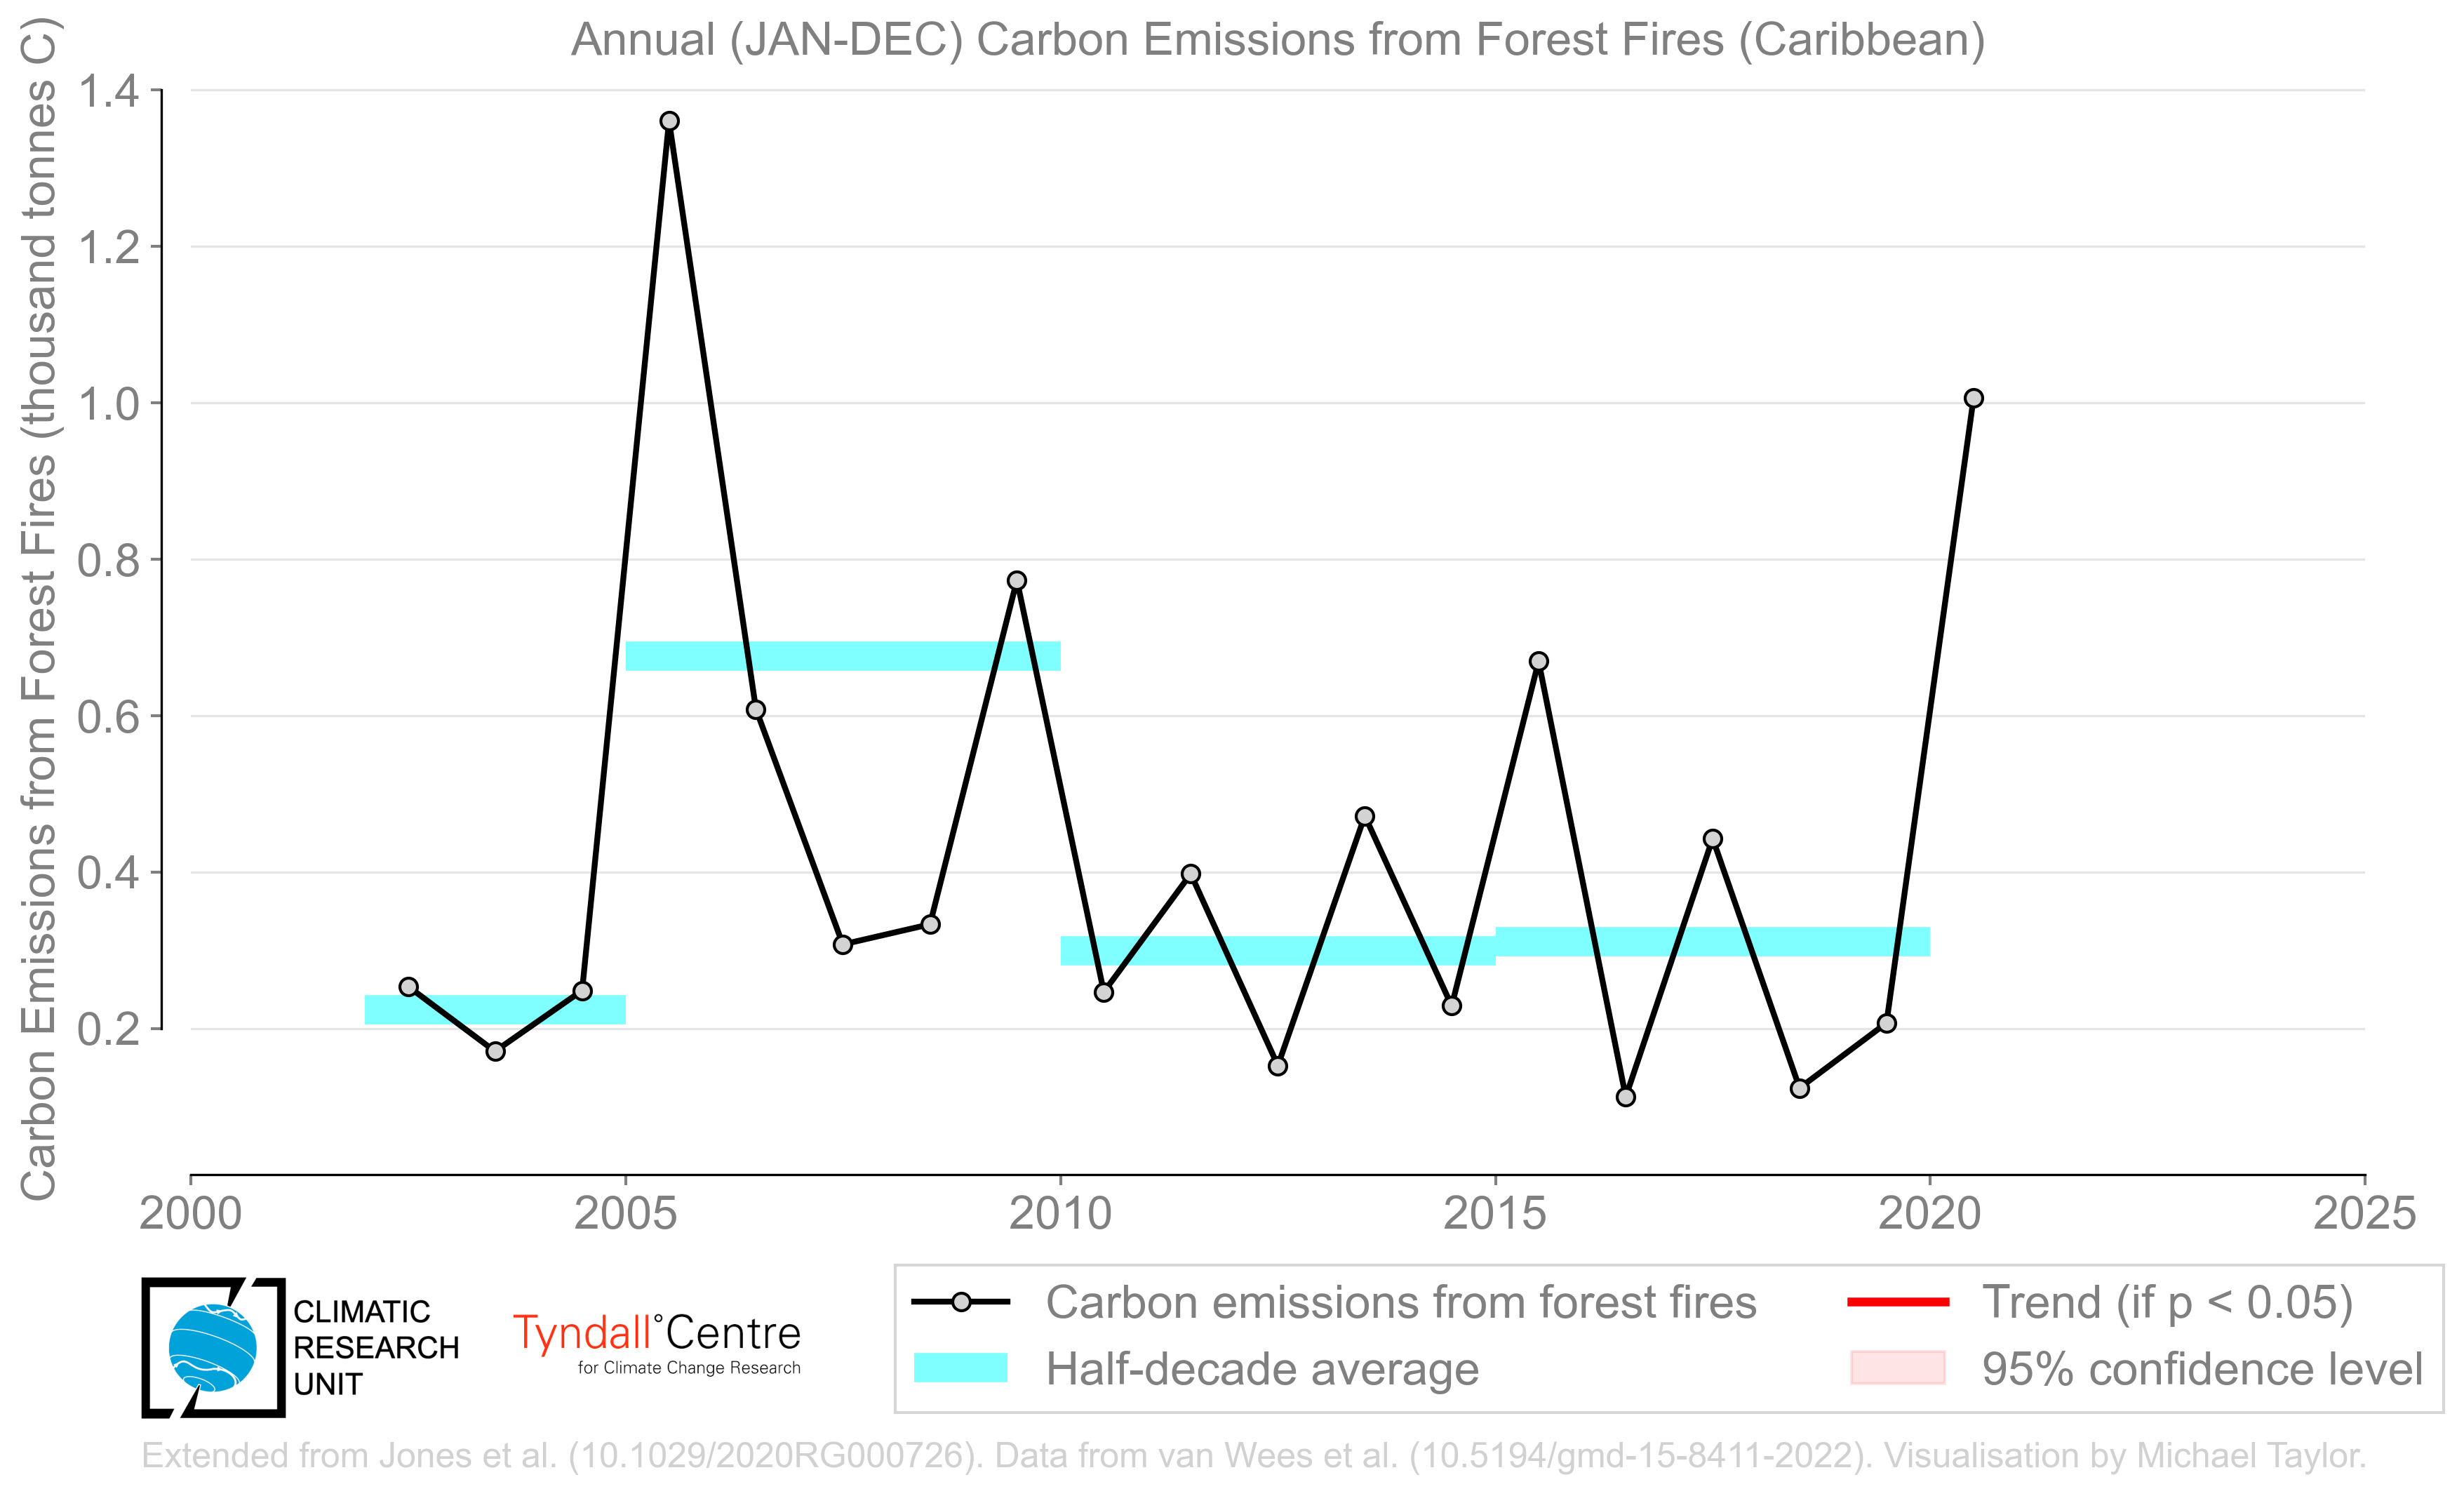 Annual (JAN-DEC) Carbon Emissions from Forest Fires (Caribbean)
Carbon Emissions from Forest Fires (thousand tonnes C)
1.4
1.2
1.0
0.8
0.6
0.4
0.2
2000 2005 2010 2015 2020 2025
CLIMATIC
RESEARCH
UNIT
Tyndall°Centre
for Climate Change Research
Carbon emissions from forest fires
Half-decade average
Trend (if p < 0.05)
95% confidence level
Extended from Jones et al. (10.1029/2020RG000726). Data from van Wees et al. (10.5194/gmd-15-8411-2022). Visualisation by Michael Taylor.